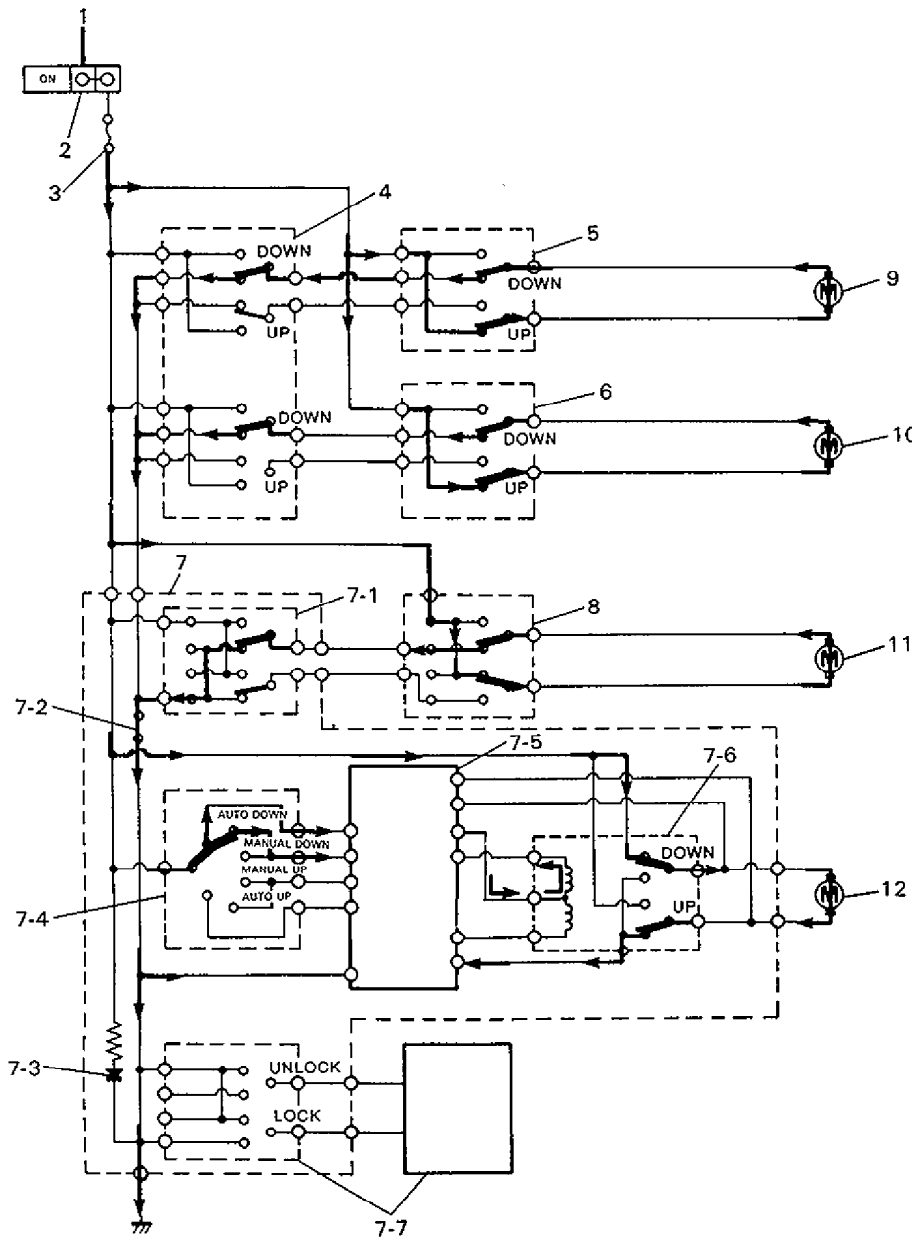 1
ON
2
3
4
DOWN
5
DOWN
9
UP
UP
6
DOWN
DOWN
10
UP
UP
7
7-1
8
11
7-2
7-5
7-6
AUTO DOWN
MANUAL DOWN
DOWN
MANUAL UP
AUTO UP
UP
12
7-4
M
M
M
M
7-3
UNLOCK
LOCK
7-7